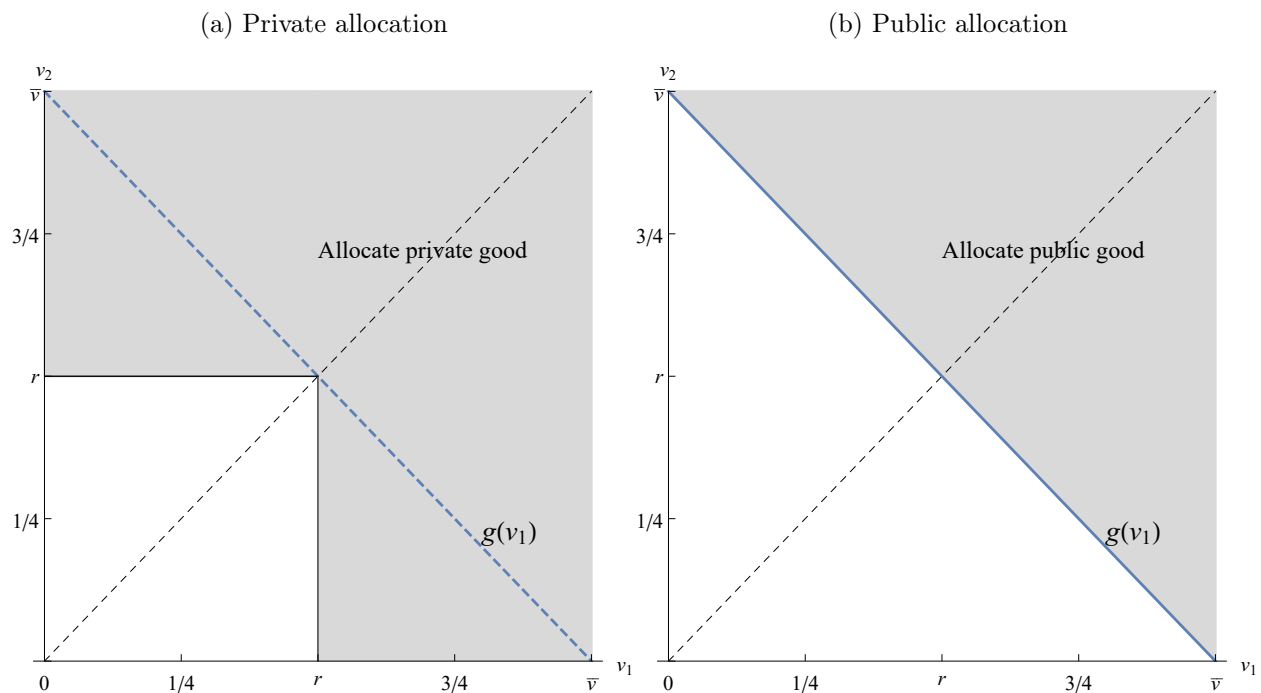 (a) Private allocation
v₂
v̅
3/4
Allocate private good
r
1/4
g(v₁)
0 1/4 r 3/4 v̅ v₁
(b) Public allocation
v₂
v̅
3/4
Allocate public good
r
1/4
g(v₁)
0 1/4 r 3/4 v̅ v₁